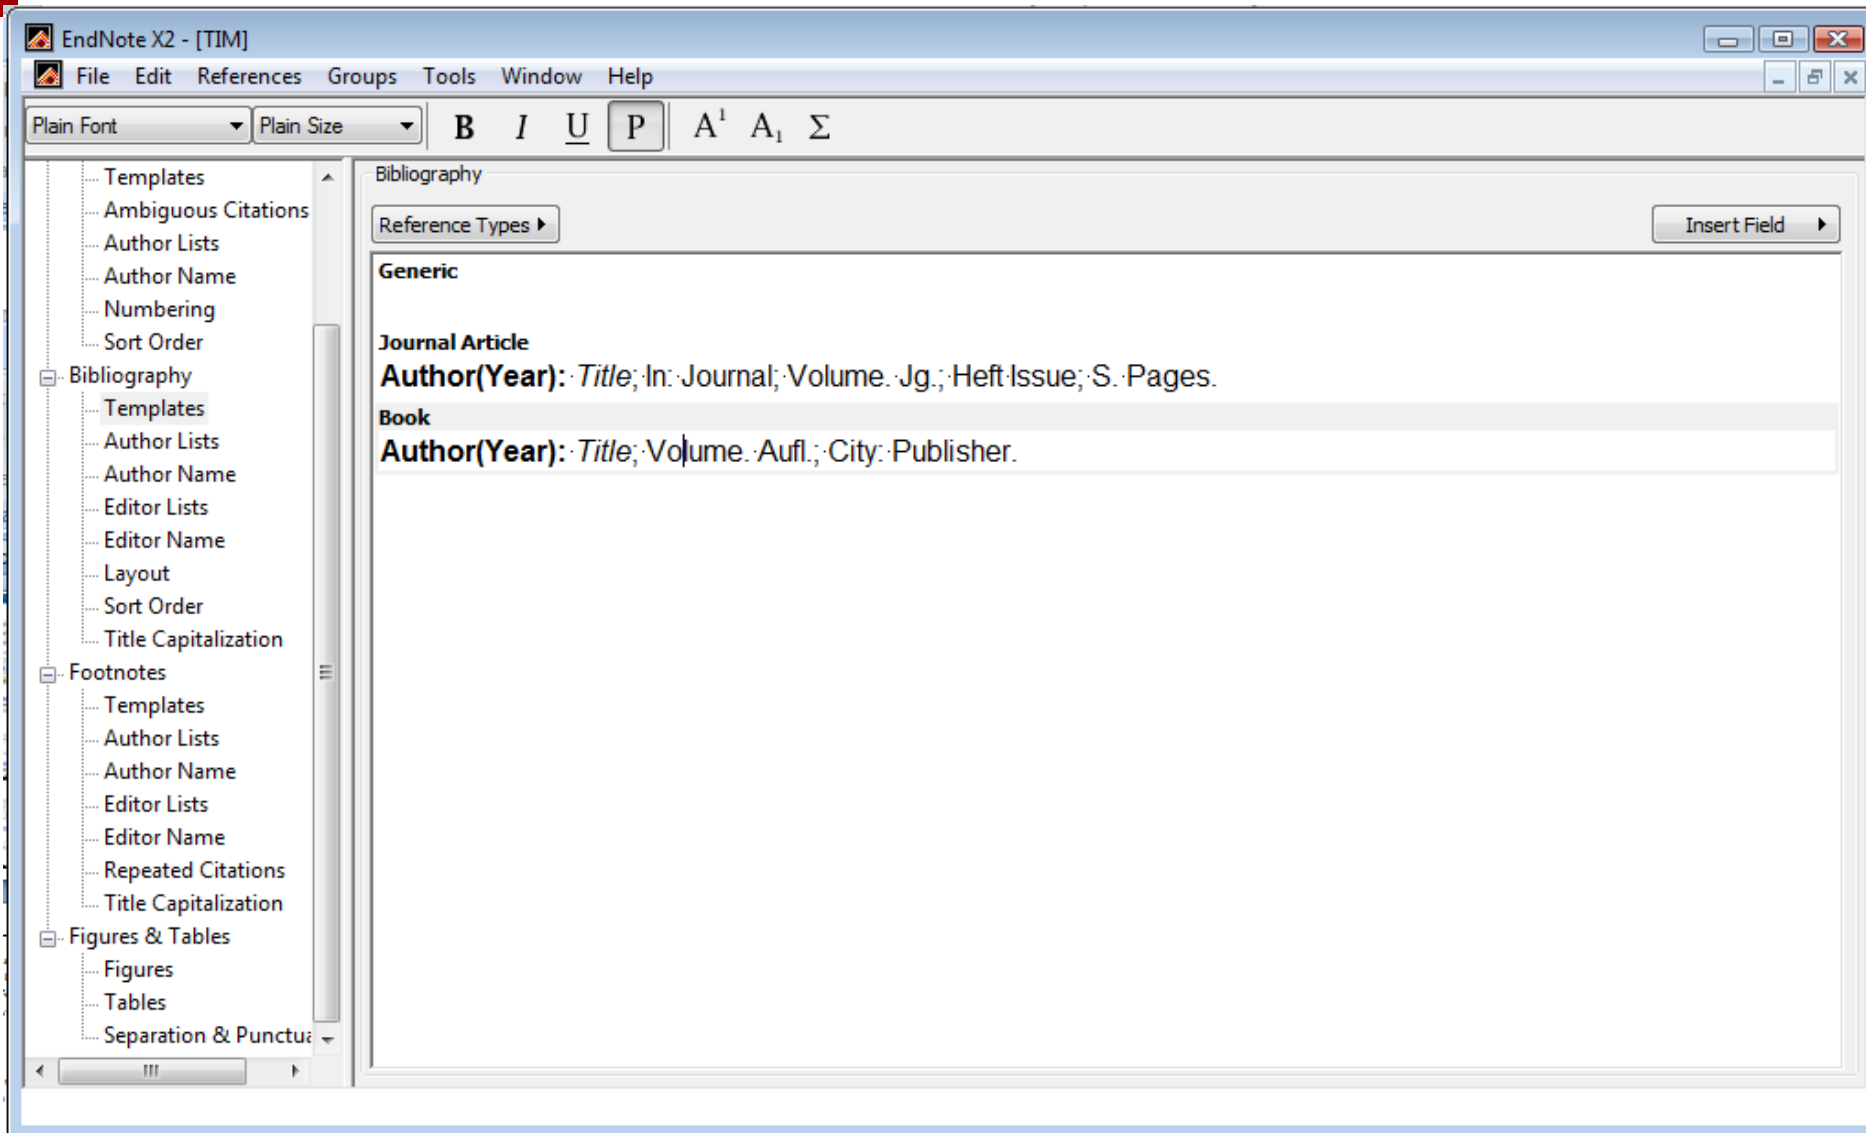 EndNote X2 - [TIM]
File Edit References Groups Tools Window Help
Plain Font Plain Size B I U P A¹ A₁ Σ
Templates
Ambiguous Citations
Author Lists
Author Name
Numbering
Sort Order
Bibliography
Templates
Author Lists
Author Name
Editor Lists
Editor Name
Layout
Sort Order
Title Capitalization
Footnotes
Templates
Author Lists
Author Name
Editor Lists
Editor Name
Repeated Citations
Title Capitalization
Figures & Tables
Figures
Tables
Separation & Punctua
Bibliography
Reference Types Insert Field
Generic
Journal Article
Author(Year):·Title;·In:·Journal;·Volume.·Jg.;·Heft·Issue;·S.·Pages.
Book
Author(Year):·Title;·Volume.·Aufl.;·City:·Publisher.